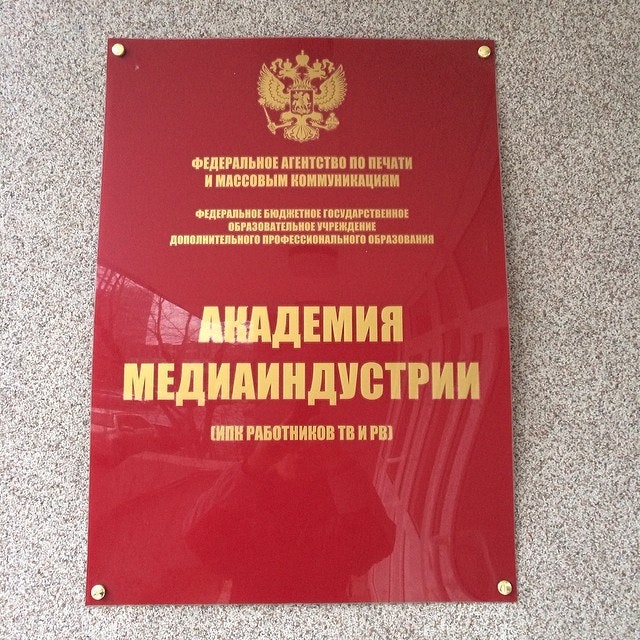 ФЕДЕРАЛЬНОЕ АГЕНТСТВО ПО ПЕЧАТИ
И МАССОВЫМ КОММУНИКАЦИЯМ
ФЕДЕРАЛЬНОЕ БЮДЖЕТНОЕ ГОСУДАРСТВЕННОЕ
ОБРАЗОВАТЕЛЬНОЕ УЧРЕЖДЕНИЕ
ДОПОЛНИТЕЛЬНОГО ПРОФЕССИОНАЛЬНОГО ОБРАЗОВАНИЯ
АКАДЕМИЯ
МЕДИАИНДУСТРИИ
(ИПК РАБОТНИКОВ ТВ И РВ)